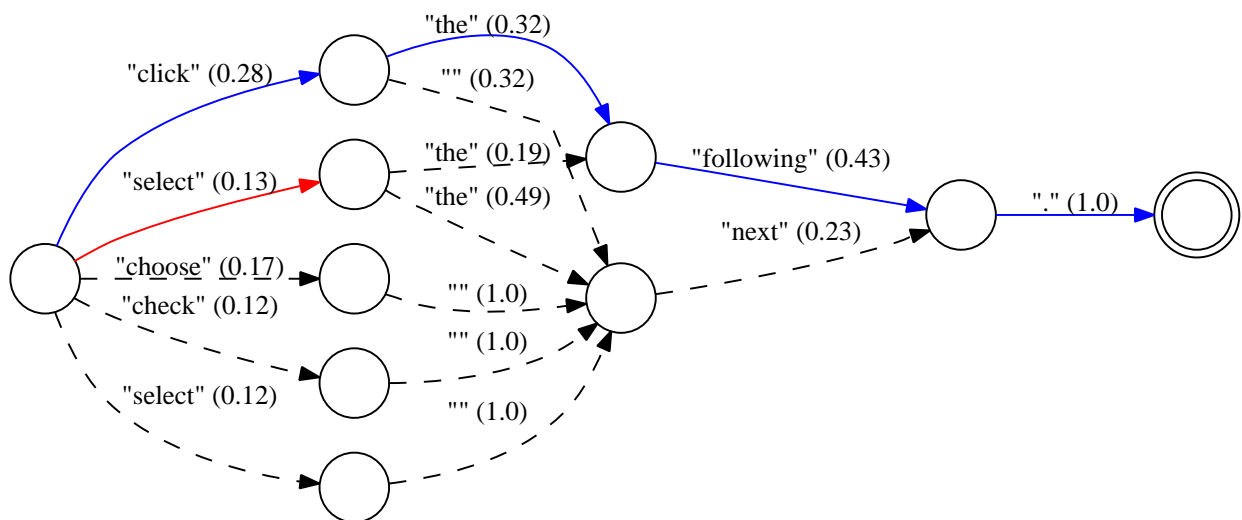 "the" (0.32)
"click" (0.28)
"" (0.32)
"the" (0.19)
"following" (0.43)
"select" (0.13)
"the" (0.49)
"." (1.0)
"next" (0.23)
"choose" (0.17)
"" (1.0)
"check" (0.12)
"" (1.0)
"select" (0.12)
"" (1.0)